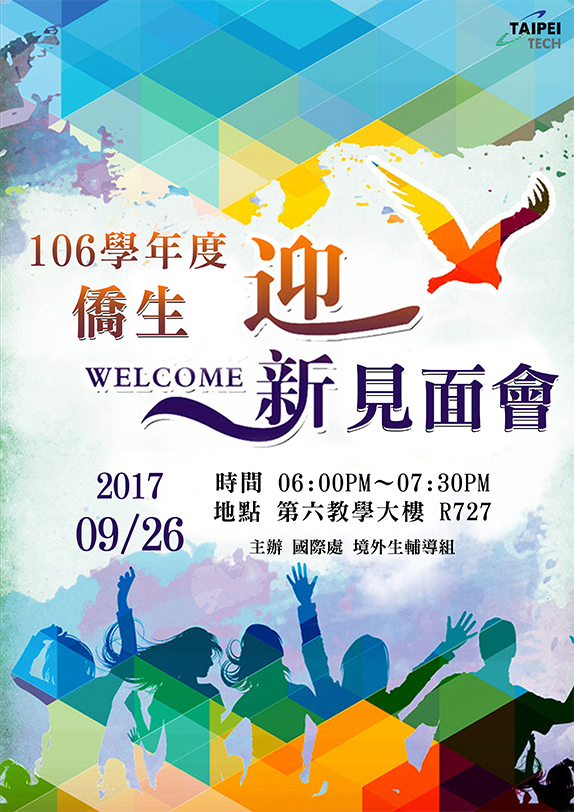 TAIPEI
TECH
106學年度
僑生
迎
WELCOME 新見面會
2017
09/26
時間 06:00PM～07:30PM
地點 第六教學大樓 R727
主辦 國際處 境外生輔導組